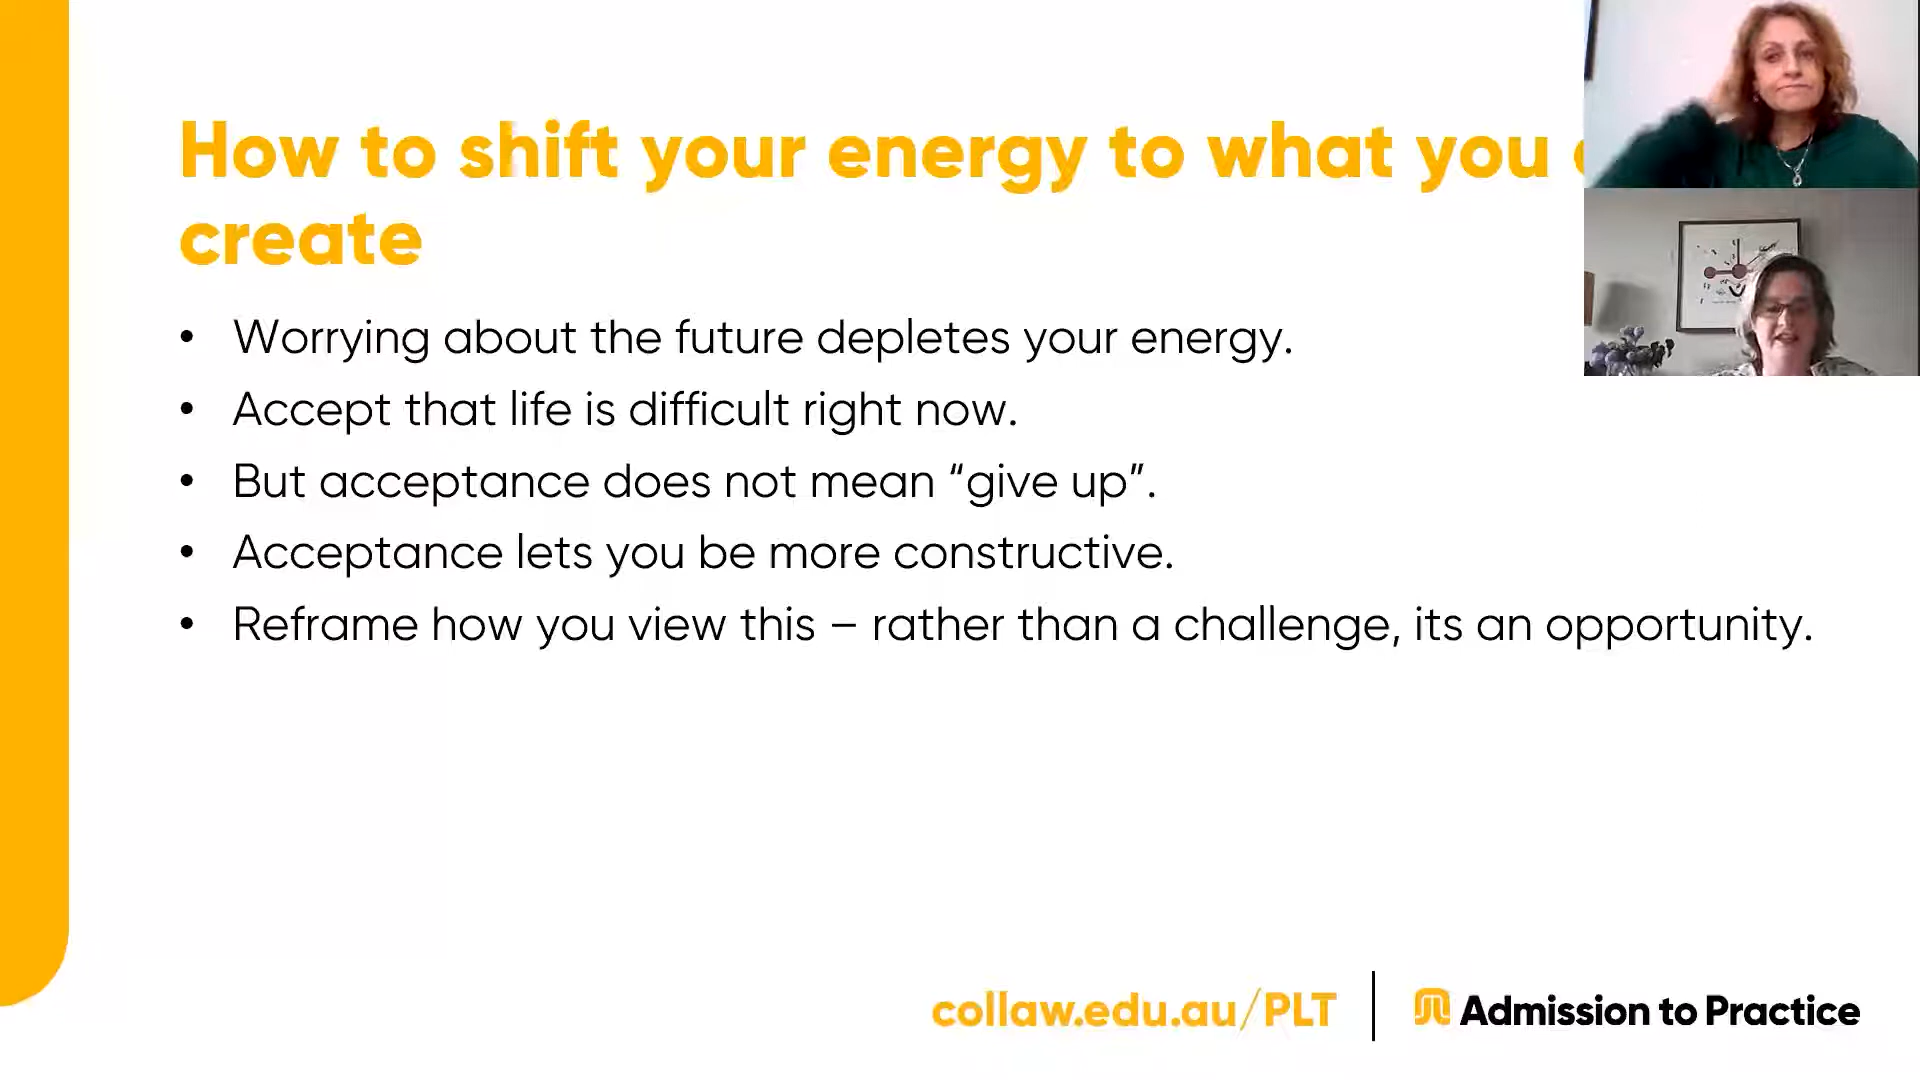 How to shift your energy to what you
create
• Worrying about the future depletes your energy.
• Accept that life is difficult right now.
• But acceptance does not mean “give up”.
• Acceptance lets you be more constructive.
• Reframe how you view this – rather than a challenge, its an opportunity.
collaw.edu.au/PLT
Admission to Practice